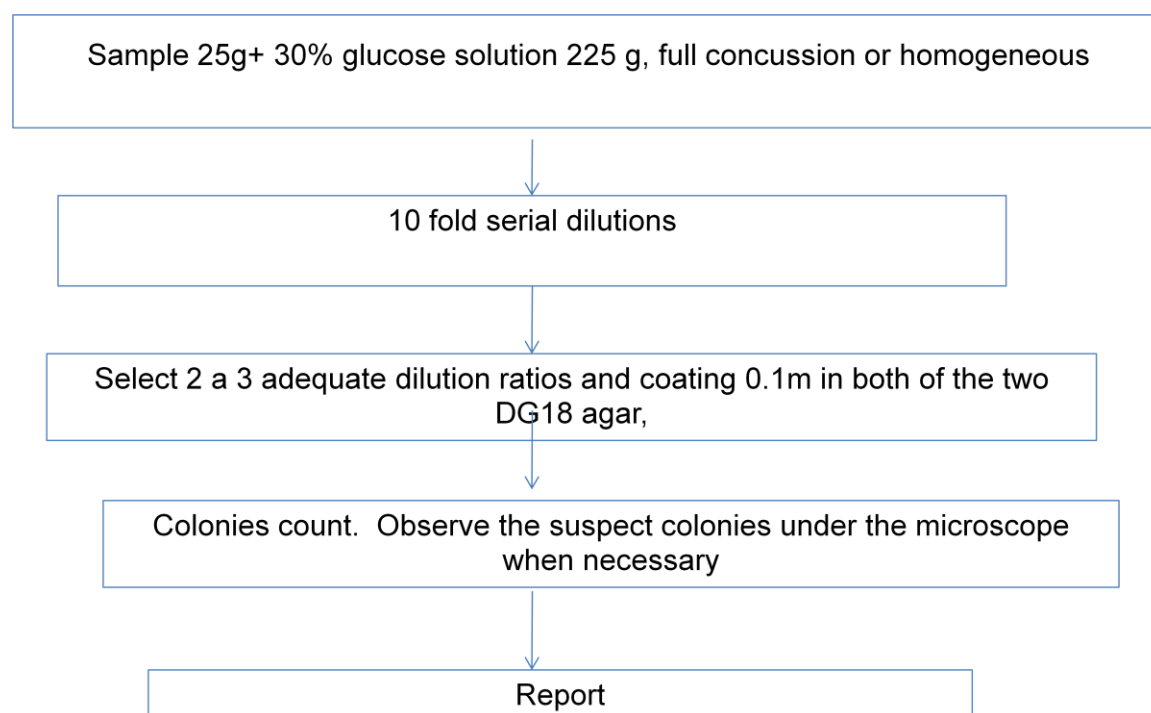 Sample 25g+ 30% glucose solution 225 g, full concussion or homogeneous
10 fold serial dilutions
Select 2 a 3 adequate dilution ratios and coating 0.1m in both of the two
DG18 agar,
Colonies count.  Observe the suspect colonies under the microscope
when necessary
Report